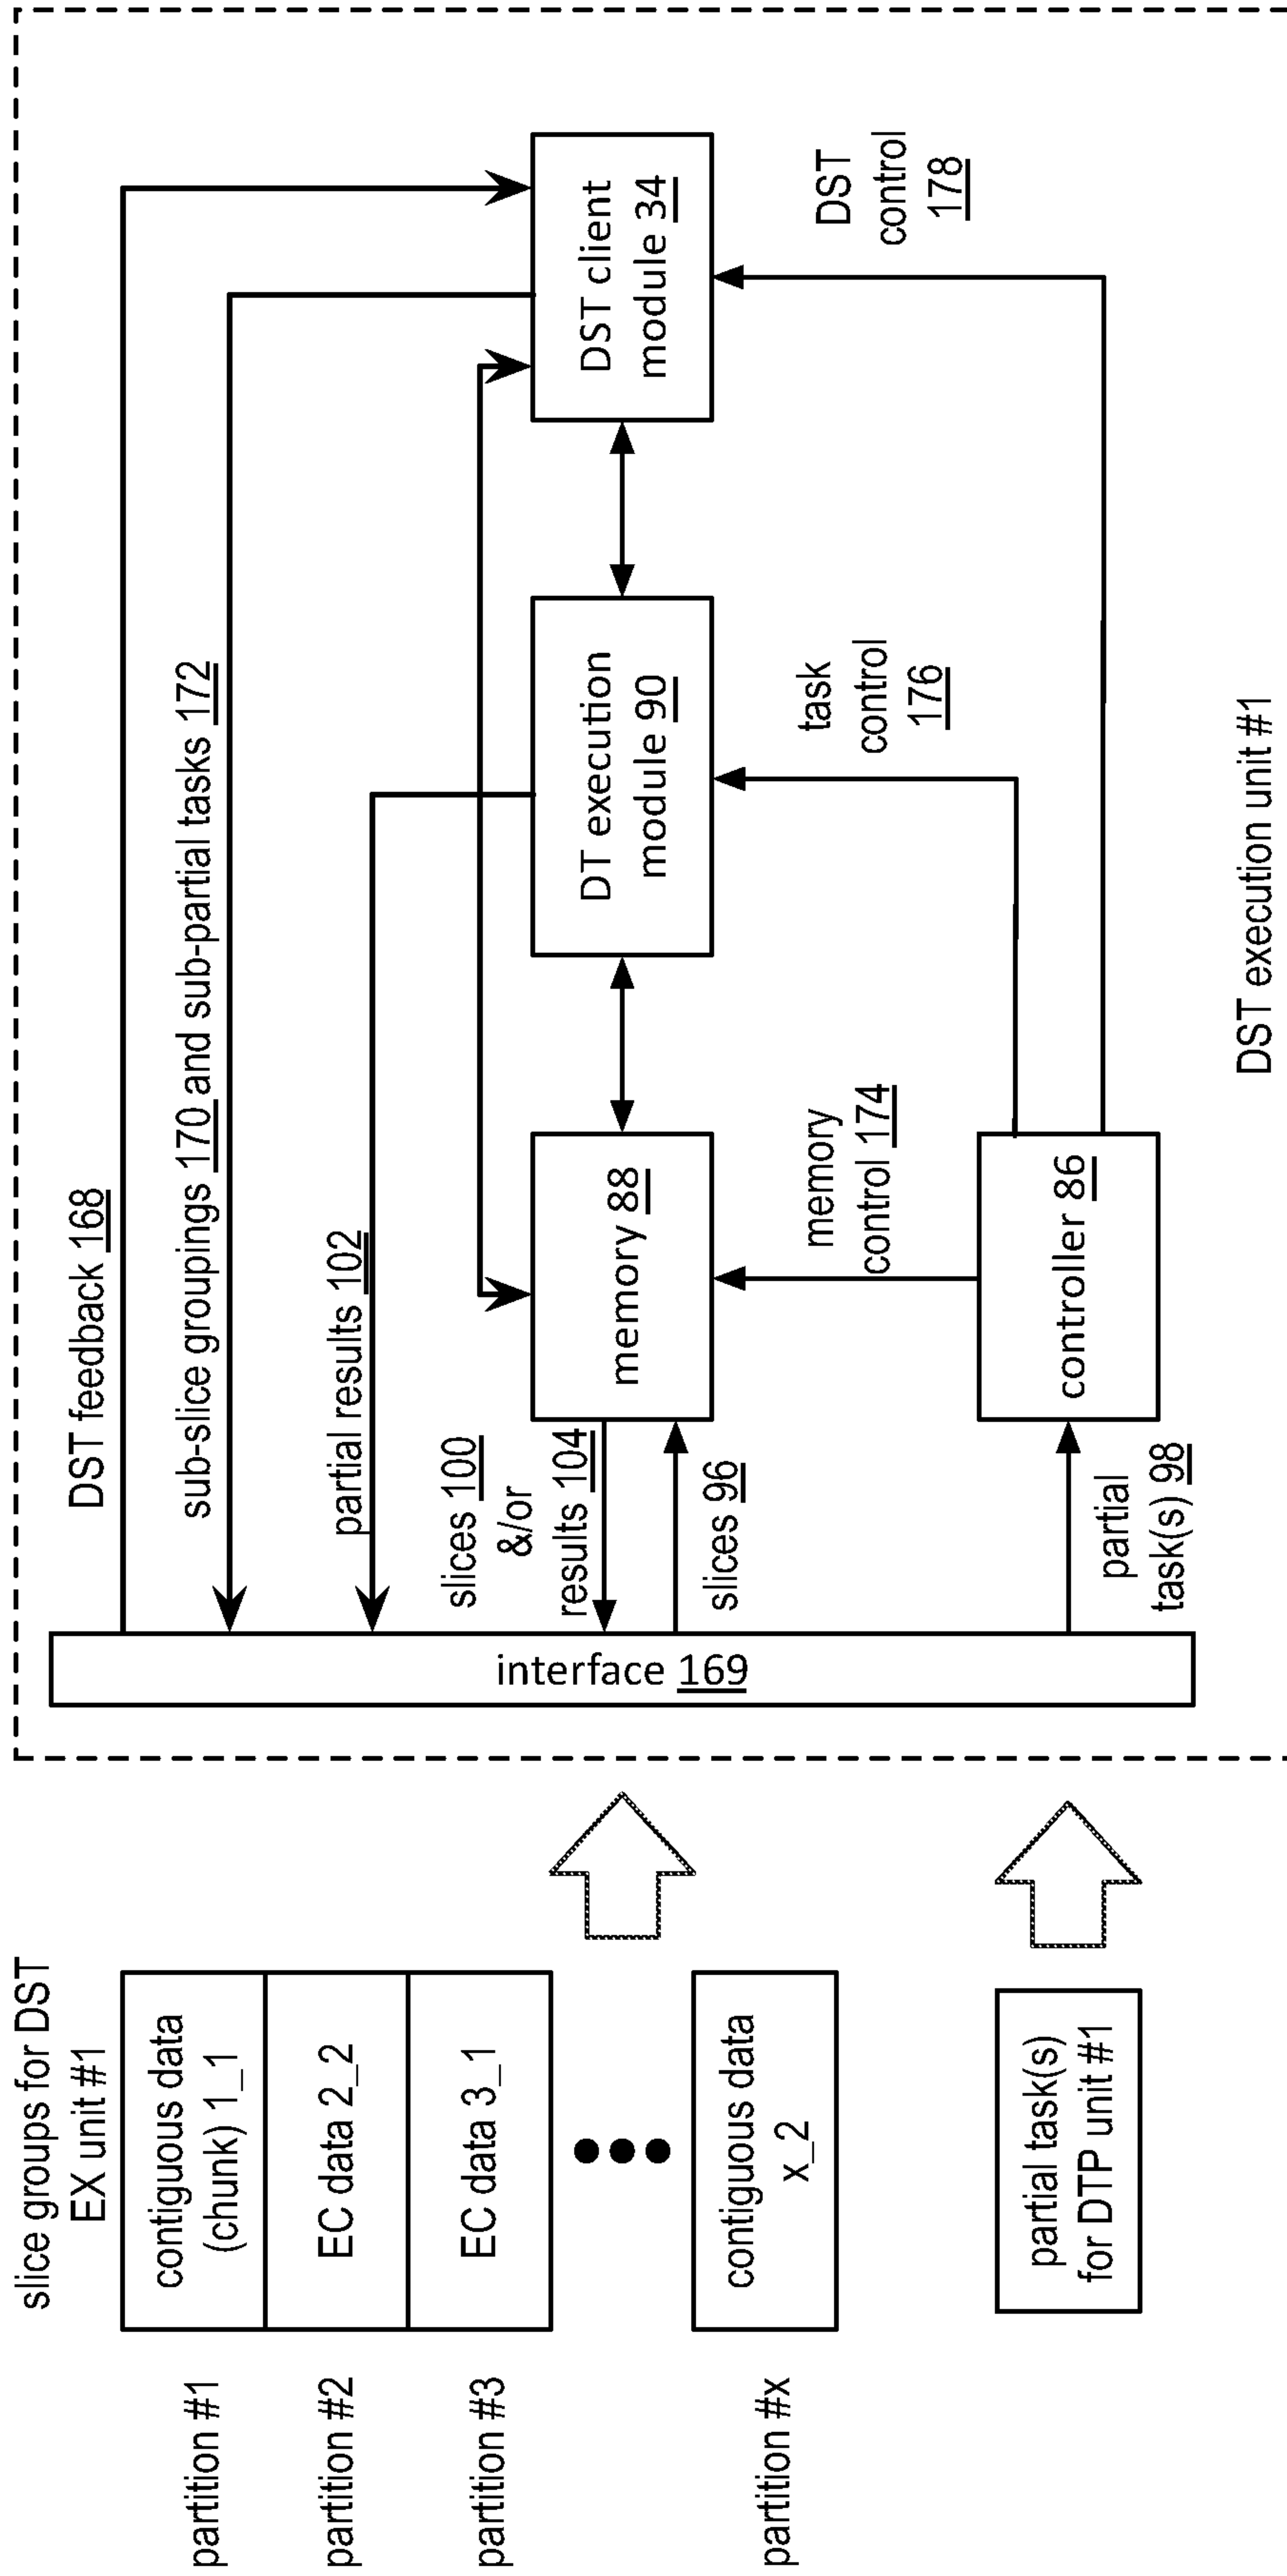 slice groups for DST
EX unit #1
partition #1
contiguous data
(chunk) 1_1
partition #2
EC data 2_2
partition #3
EC data 3_1
partition #x
contiguous data
x_2
partial task(s)
for DTP unit #1
interface 169
DST feedback 168
sub-slice groupings 170 and sub-partial tasks 172
partial results 102
slices 100
&/or
results 104
slices 96
partial
task(s) 98
memory 88
DT execution
module 90
DST client
module 34
memory
control 174
task
control
176
DST
control
178
controller 86
DST execution unit #1